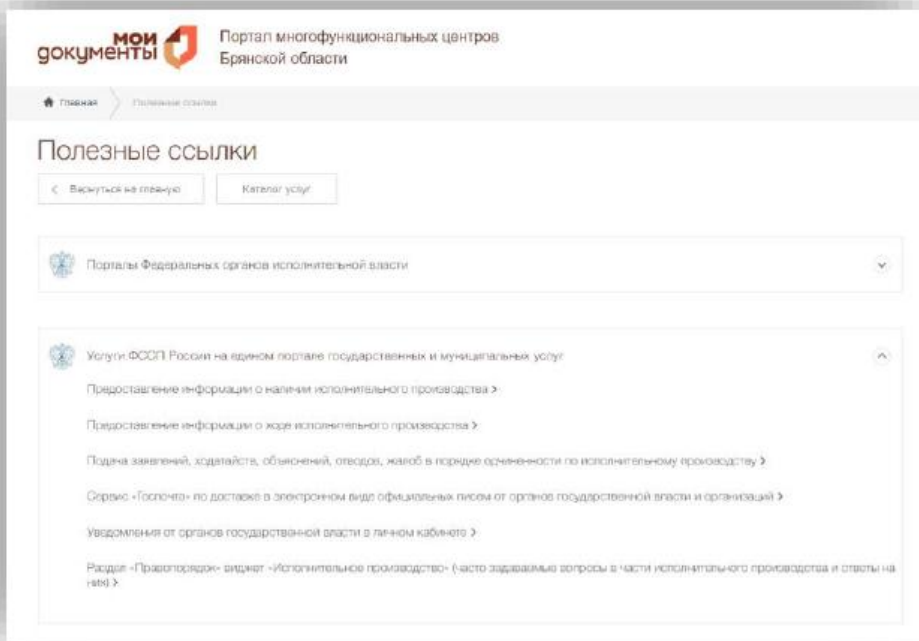 мои
документы
Портал многофункциональных центров
Брянской области
Главная
Полезные ссылки
Полезные ссылки
Вернуться на главную
Каталог услуг
Порталы Федеральных органов исполнительной власти
Услуги ФССП России на едином портале государственных и муниципальных услуг
Предоставление информации о наличии исполнительного производства >
Предоставление информации о ходе исполнительного производства >
Подача заявлений, ходатайств, объяснений, отводов, жалоб в порядке подчиненности по исполнительному производству >
Сервис «Госпочта» по доставке в электронном виде официальных писем от органов государственной власти и организаций >
Уведомления от органов государственной власти в личном кабинете >
Раздел «Правопорядок» виджет «Исполнительное производство» (часто задаваемые вопросы в части исполнительного производства и ответы на
них) >